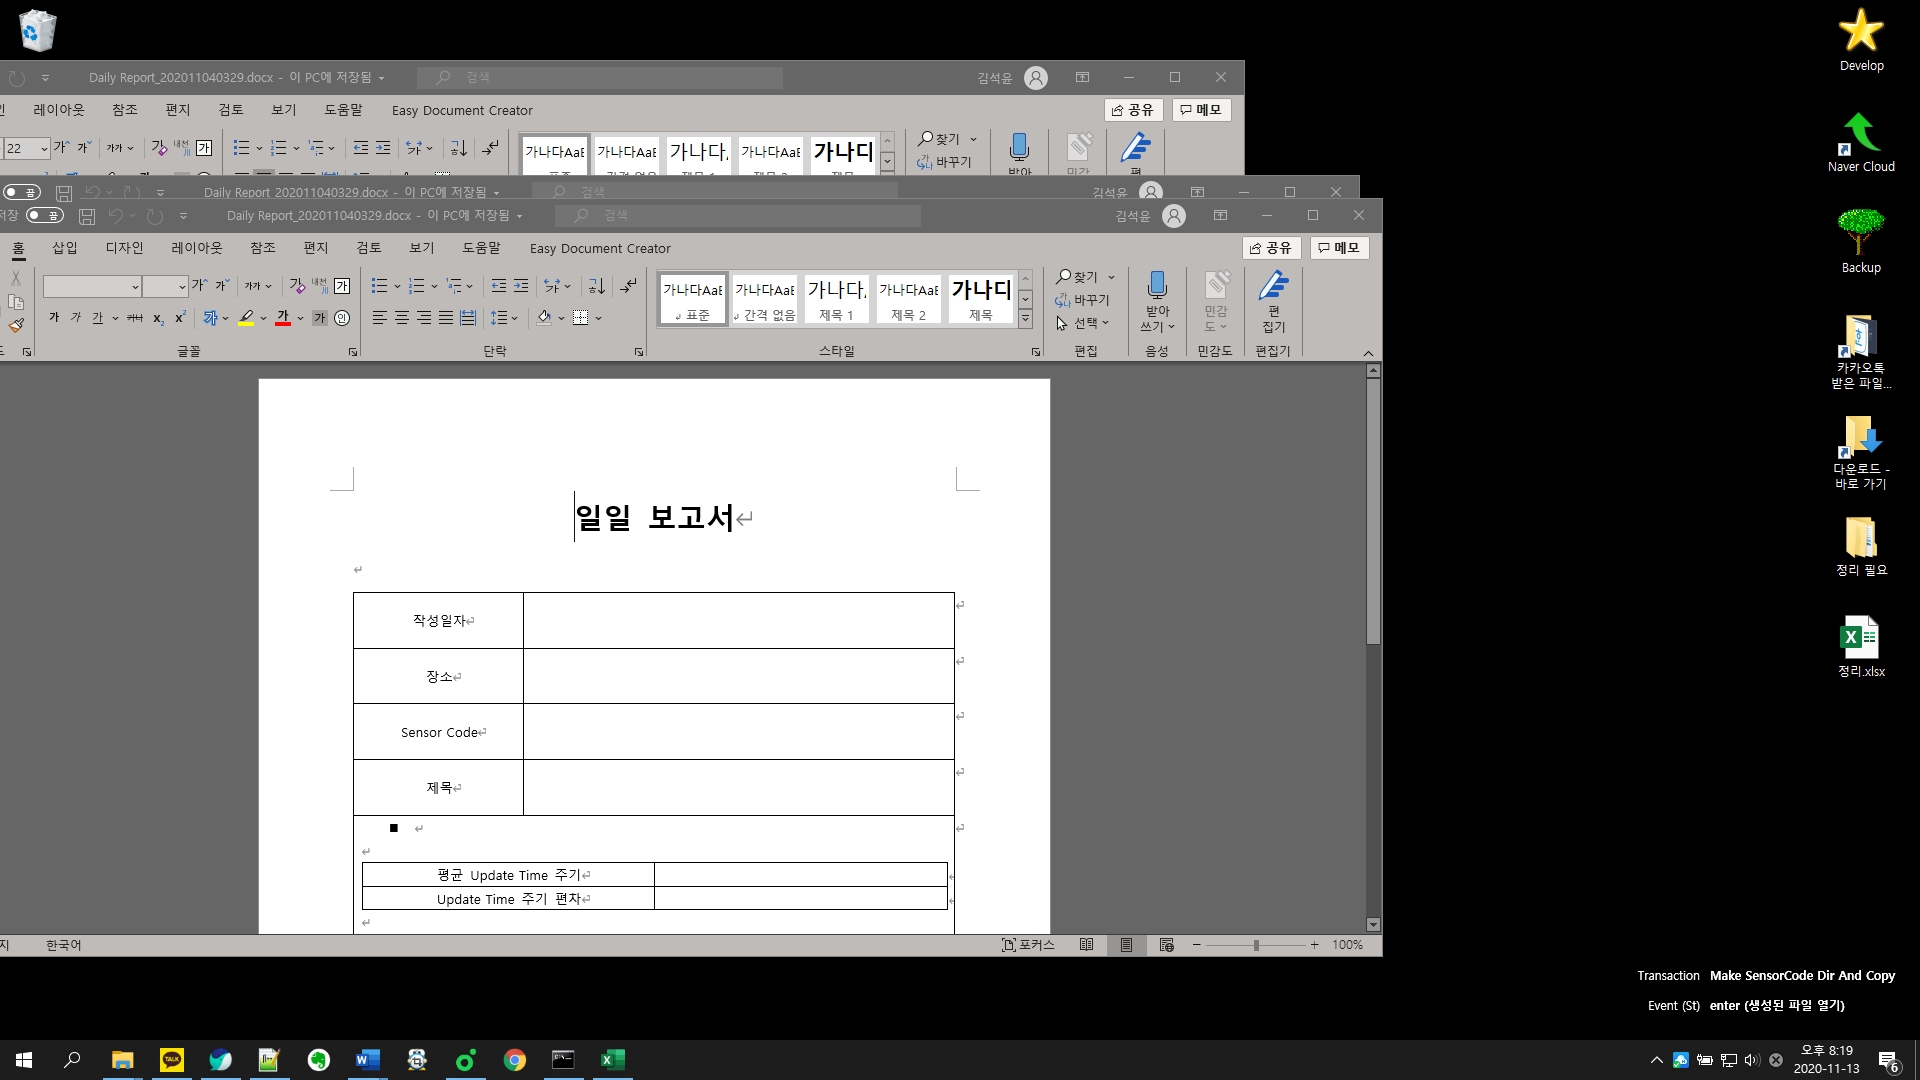 Daily Report_202011040329.docx - 이 PC에 저장됨
검색
김석윤
레이아웃 참조 편지 검토 보기 도움말 Easy Document Creator
공유 메모
22
가나다AaB 가나다AaB 가나다 가나다AaB 가나다
찾기
바꾸기
Daily Report_202011040329.docx - 이 PC에 저장됨
검색
김석윤
끔
저장 끔
Daily Report_202011040329.docx - 이 PC에 저장됨
검색
김석윤
홈 삽입 디자인 레이아웃 참조 편지 검토 보기 도움말 Easy Document Creator
공유 메모
가나다AaB 가나다AaB 가나다 가나다AaB 가나다
표준 간격 없음 제목 1 제목 2 제목
찾기
바꾸기
선택
받아
쓰기
민감
도
편
집기
글꼴 단락 스타일 편집 음성 민감도 편집기
일일 보고서
작성일자
장소
Sensor Code
제목
평균 Update Time 주기
Update Time 주기 편차
지 한국어
포커스
100%
Develop
Naver Cloud
Backup
카카오톡
받은 파일...
다운로드 -
바로 가기
정리 필요
정리.xlsx
Transaction Make SensorCode Dir And Copy
Event (St) enter (생성된 파일 열기)
TALK
오후 8:19
2020-11-13
6